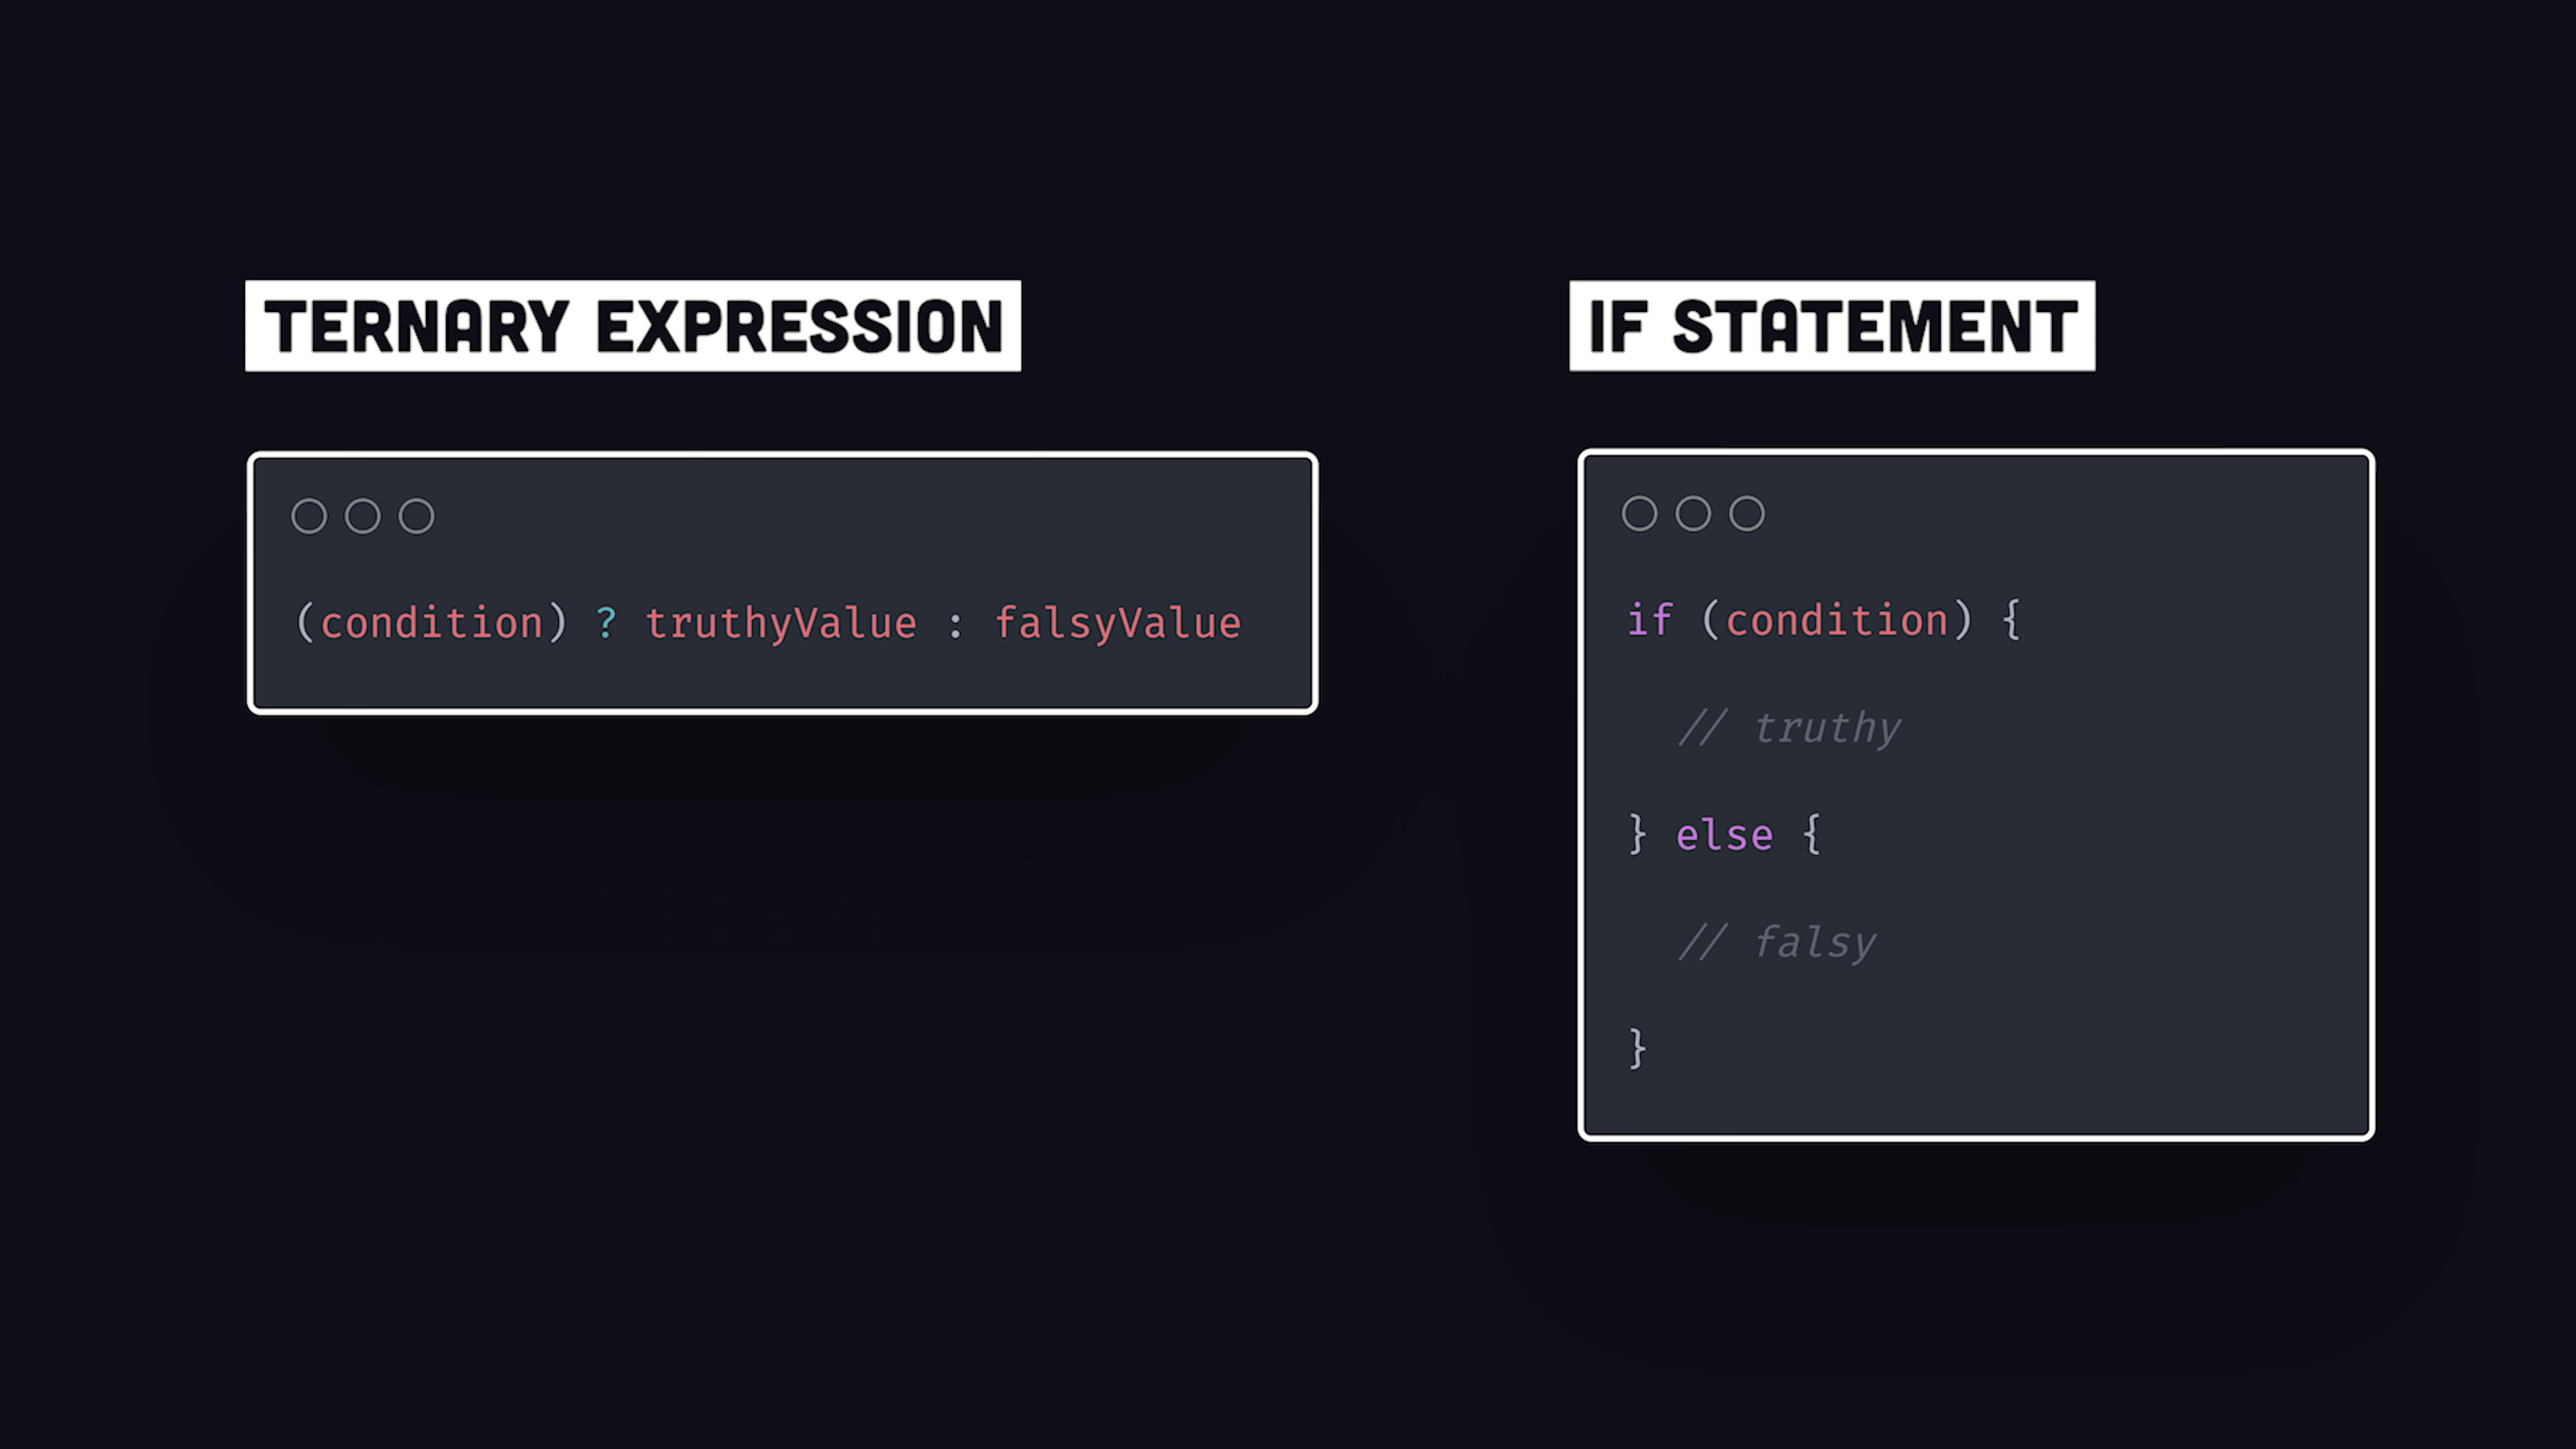 TERNARY EXPRESSION
(condition) ? truthyValue : falsyValue
IF STATEMENT
if (condition) {
// truthy
} else {
// falsy
}